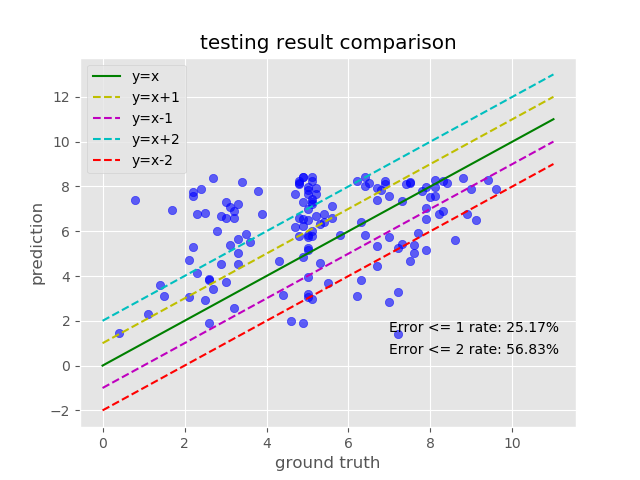 testing result comparison
y=x
y=x+1
y=x-1
y=x+2
y=x-2
12
10
8
6
4
2
0
−2
prediction
Error <= 1 rate: 25.17%
Error <= 2 rate: 56.83%
0 2 4 6 8 10
ground truth